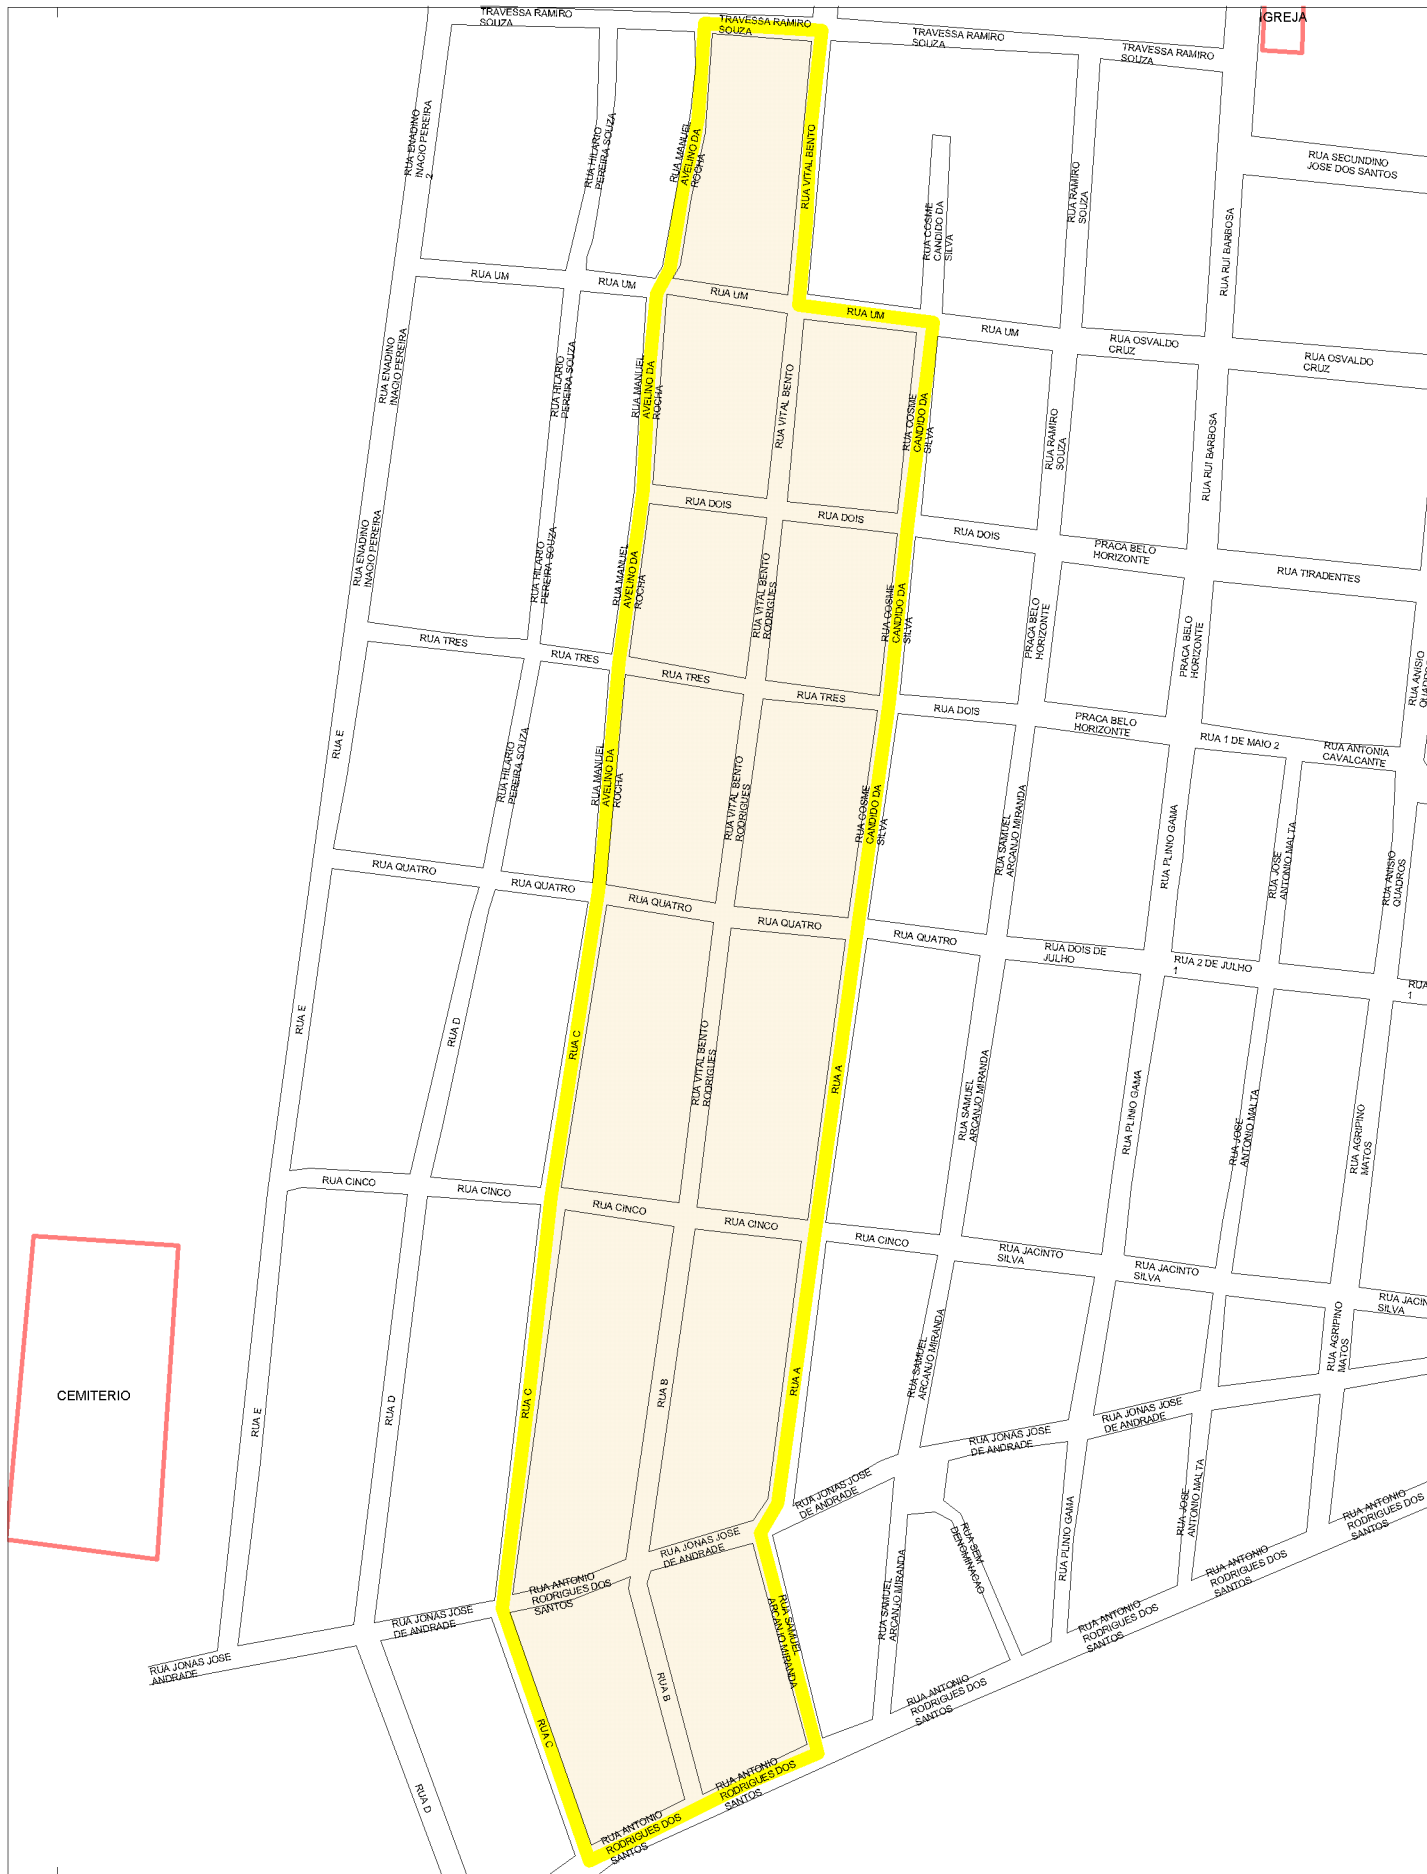 TRAVESSA RAMIRO
SOUZA
TRAVESSA RAMIRO
SOUZA
TRAVESSA RAMIRO
SOUZA
TRAVESSA RAMIRO
SOUZA
IGREJA
RUA ENADINO
INACIO PEREIRA
2
RUA HILARIO
PEREIRA SOUZA
RUA MANUEL
AVELINO DA
ROCHA
RUA VITAL BENTO
RUA COSME
CANDIDO DA
SILVA
RUA RAMIRO
SOUZA
RUA RUI BARBOSA
RUA SECUNDINO
JOSE DOS SANTOS
RUA UM
RUA UM
RUA UM
RUA UM
RUA UM
RUA OSVALDO
CRUZ
RUA OSVALDO
CRUZ
RUA ENADINO
INACIO PEREIRA
RUA HILARIO
PEREIRA SOUZA
RUA MANUEL
AVELINO DA
ROCHA
RUA VITAL BENTO
RUA COSME
CANDIDO DA
SILVA
RUA RAMIRO
SOUZA
RUA RUI BARBOSA
RUA DOIS
RUA DOIS
RUA DOIS
PRACA BELO
HORIZONTE
RUA TIRADENTES
RUA ENADINO
INACIO PEREIRA
RUA HILARIO
PEREIRA SOUZA
RUA MANUEL
AVELINO DA
ROCHA
RUA VITAL BENTO
RODRIGUES
RUA COSME
CANDIDO DA
SILVA
PRACA BELO
HORIZONTE
PRACA BELO
HORIZONTE
RUA ANISIO
RUA TRES
RUA TRES
RUA TRES
RUA TRES
RUA DOIS
PRACA BELO
HORIZONTE
RUA 1 DE MAIO 2
RUA ANTONIA
CAVALCANTE
RUA E
RUA HILARIO
PEREIRA SOUZA
RUA MANUEL
AVELINO DA
ROCHA
RUA VITAL BENTO
RODRIGUES
RUA COSME
CANDIDO DA
SILVA
RUA SAMUEL
ARCANJO MIRANDA
RUA PLINIO GAMA
RUA JOSE
ANTONIO MALTA
RUA ANISIO
QUADROS
RUA QUATRO
RUA QUATRO
RUA QUATRO
RUA QUATRO
RUA QUATRO
RUA DOIS DE
JULHO
RUA 2 DE JULHO
1
RUA
1
RUA E
RUA D
RUA C
RUA VITAL BENTO
RODRIGUES
RUA A
RUA SAMUEL
ARCANJO MIRANDA
RUA PLINIO GAMA
RUA JOSE
ANTONIO MALTA
RUA AGRIPINO
MATOS
RUA CINCO
RUA CINCO
RUA CINCO
RUA CINCO
RUA CINCO
RUA JACINTO
SILVA
RUA JACINTO
SILVA
SILVA
CEMITERIO
RUA E
RUA D
RUA C
RUA B
RUA A
RUA SAMUEL
ARCANJO MIRANDA
RUA AGRIPINO
MATOS
RUA JONAS JOSE
DE ANDRADE
RUA JONAS JOSE
DE ANDRADE
RUA JONAS JOSE
DE ANDRADE
RUA JONAS JOSE
DE ANDRADE
RUA ANTONIO
RODRIGUES DOS
SANTOS
RUA JONAS JOSE
DE ANDRADE
RUA JONAS JOSE
ANDRADE
RUA SAMUEL
ARCANJO MIRANDA
RUA SAMUEL
ARCANJO MIRANDA
RUA SEM
DENOMINACAO
RUA PLINIO GAMA
RUA JOSE
ANTONIO MALTA
RUA ANTONIO
RODRIGUES DOS
SANTOS
RUA ANTONIO
RODRIGUES DOS
SANTOS
RUA ANTONIO
RODRIGUES DOS
SANTOS
RUA ANTONIO
RODRIGUES DOS
SANTOS
RUA B
RUA C
RUA D
RUA ANTONIO
RODRIGUES DOS
SANTOS
RUA ANTONIO
RODRIGUES DOS
SANTOS